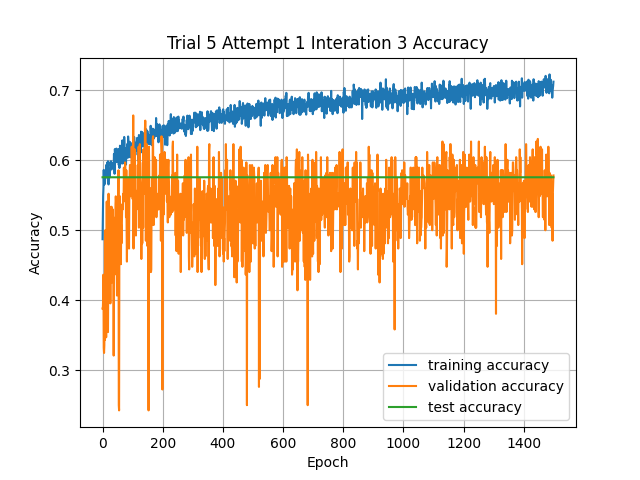 Trial 5 Attempt 1 Interation 3 Accuracy
0.7
0.6
0.5
0.4
0.3
Accuracy
0 200 400 600 800 1000 1200 1400
Epoch
training accuracy
validation accuracy
test accuracy